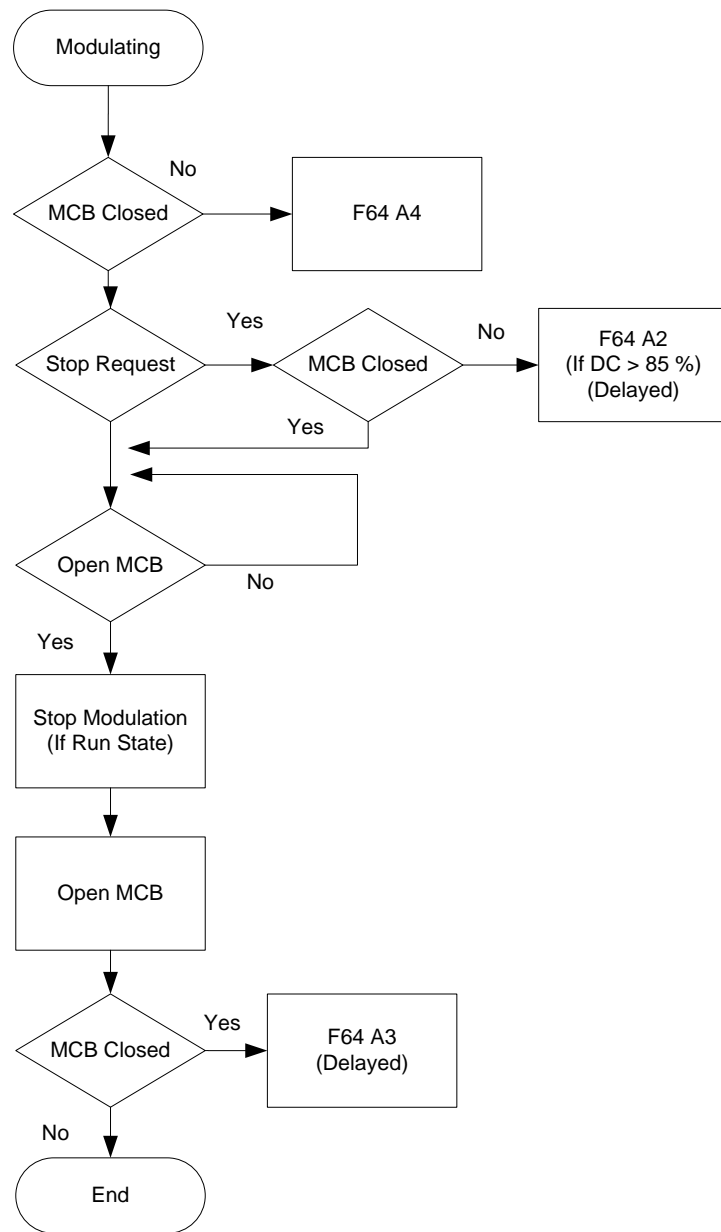 Modulating
No
MCB Closed
F64 A4
Yes
Stop Request
MCB Closed
No
F64 A2
(If DC > 85 %)
(Delayed)
Yes
Open MCB
No
Yes
Stop Modulation
(If Run State)
Open MCB
MCB Closed
Yes
F64 A3
(Delayed)
No
End